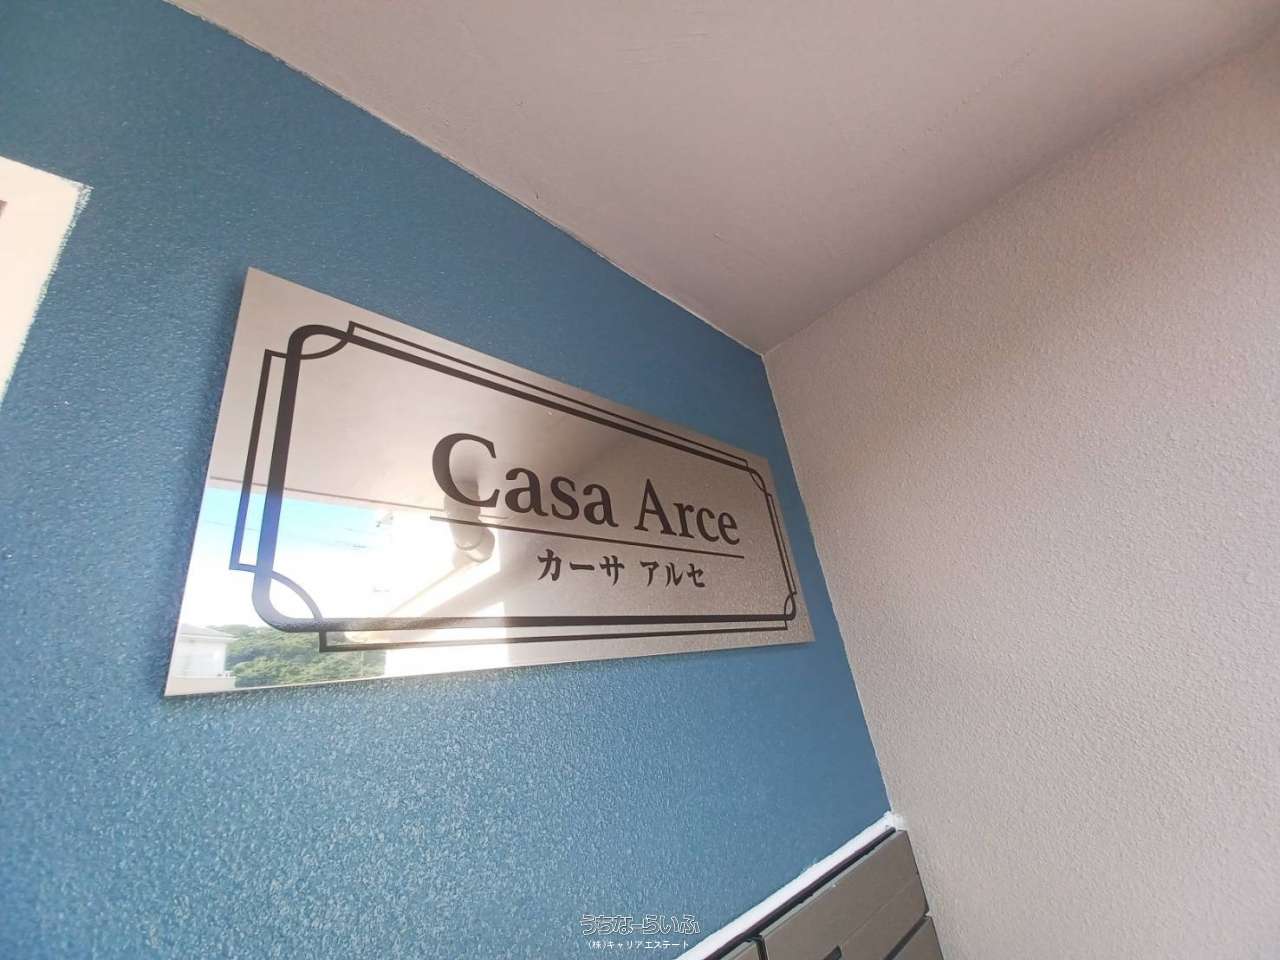 Casa Arce
カーサ アルセ
うちなーらいふ
(株)キャリアエステート